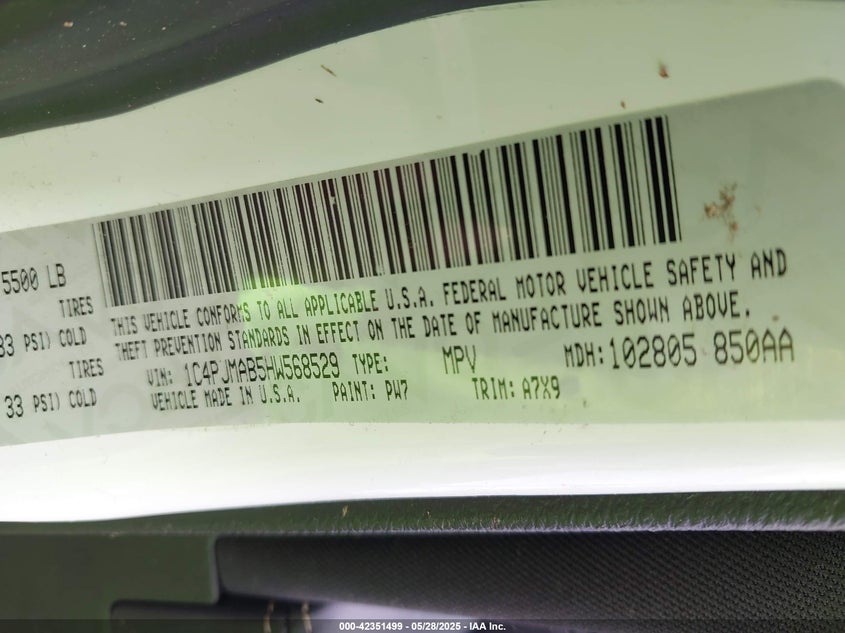 5500 LB
TIRES
33 PSI) COLD
TIRES
33 PSI) COLD
THIS VEHICLE CONFORMS TO ALL APPLICABLE U.S.A. FEDERAL MOTOR VEHICLE SAFETY AND
THEFT PREVENTION STANDARDS IN EFFECT ON THE DATE OF MANUFACTURE SHOWN ABOVE.
VIN: 1C4PJMAB5HW568529 TYPE: MPV MDH: 102805 850AA
VEHICLE MADE IN U.S.A. PAINT: PW7 TRIM: A7X9
000-42351499 - 05/28/2025 - IAA Inc.